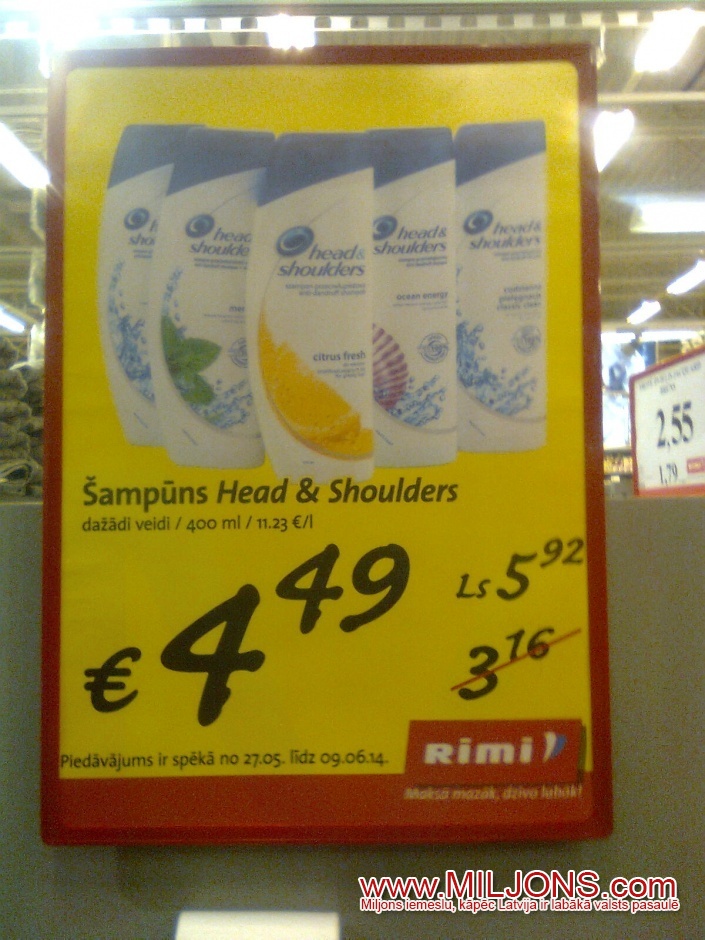 head&
shoulders
head&
shoulders
citrus fresh
head&
shoulders
ocean energy
head&
shoulders
classic clean
2,55
1,79
Šampūns Head & Shoulders
dažādi veidi / 400 ml / 11.23 €/l
€ 4 49
Ls 5 92
3 16
Piedāvājums ir spēkā no 27.05. līdz 09.06.14.
Rimi
Maksā mazāk, dzīvo labāk!
www.MILJONS.com
Miljons iemeslu, kāpēc Latvija ir labākā valsts pasaulē